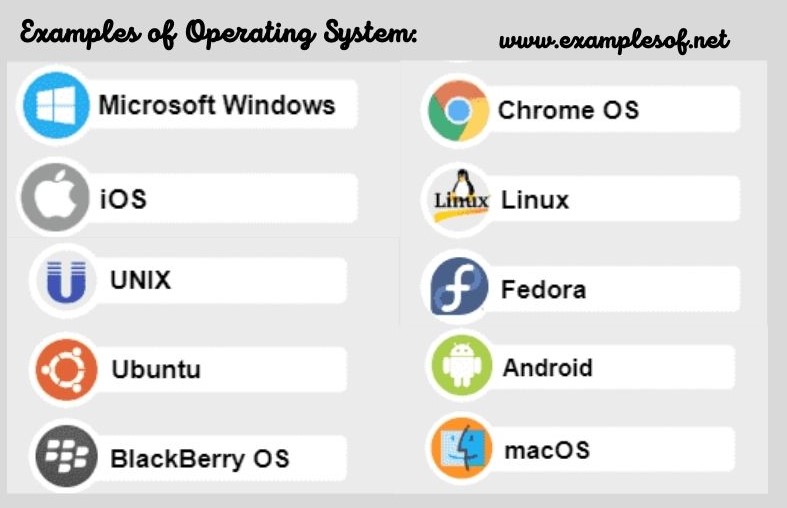 Examples of Operating System:
www.examplesof.net
Microsoft Windows
iOS
UNIX
Ubuntu
BlackBerry OS
Chrome OS
Linux
Linux
Fedora
Android
macOS